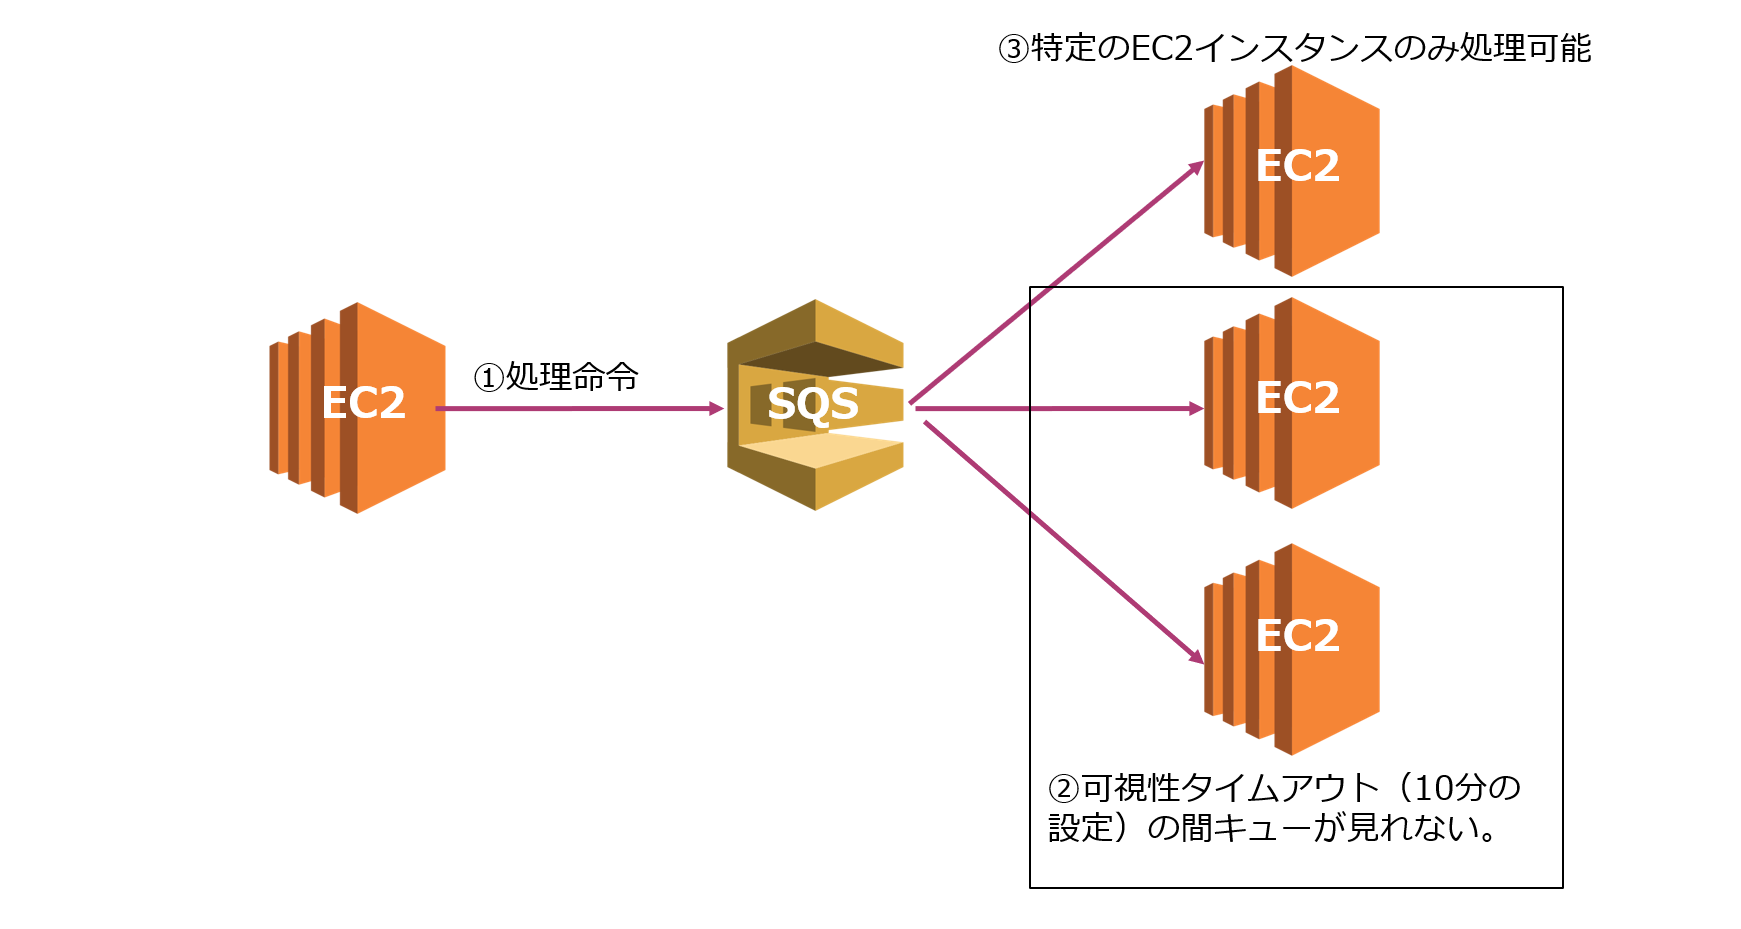 ③特定のEC2インスタンスのみ処理可能
EC2
EC2
①処理命令
SQS
EC2
EC2
②可視性タイムアウト（10分の
設定）の間キューが見れない。